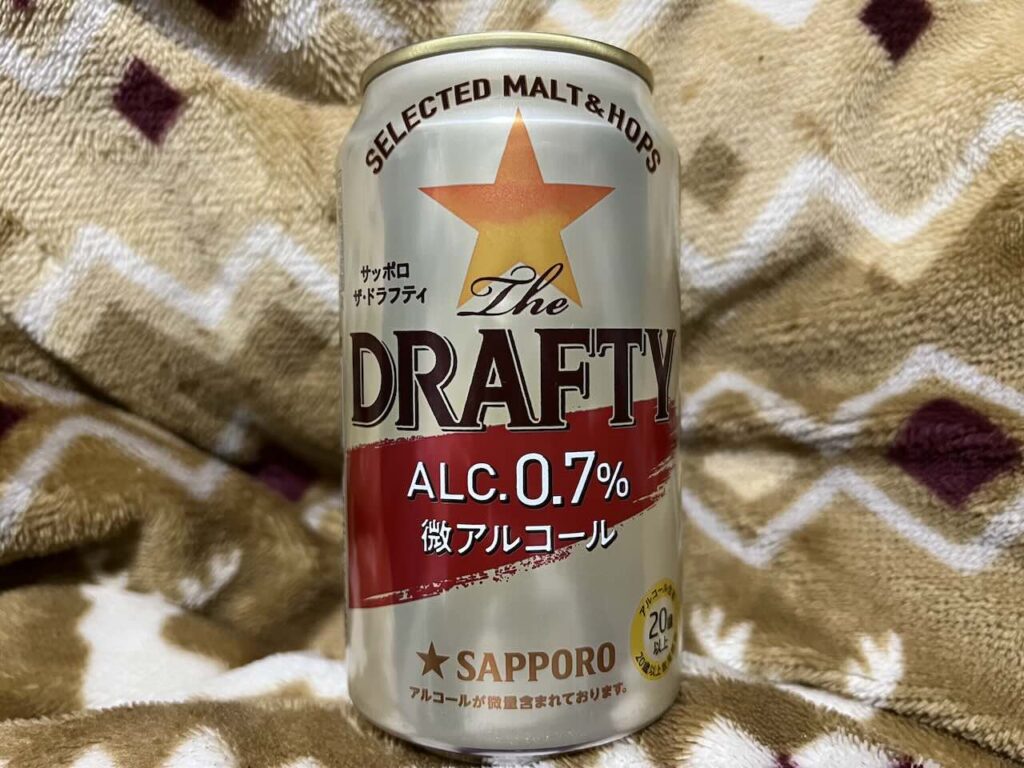 SELECTED MALT&HOPS
サッポロ
ザ・ドラフティ
The
DRAFTY
ALC.0.7%
微アルコール
20歳
以上
SAPPORO
アルコールが微量含まれております。